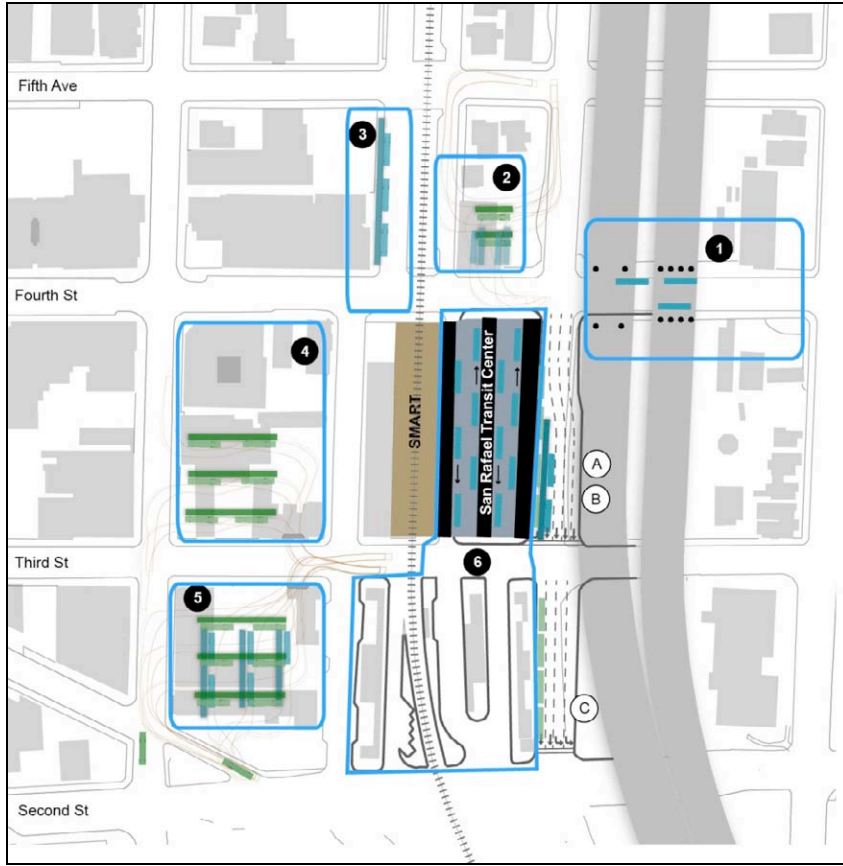 Fifth Ave
3
2
1
Fourth St
4
SMART
San Rafael Transit Center
A
B
Third St
6
5
C
Second St